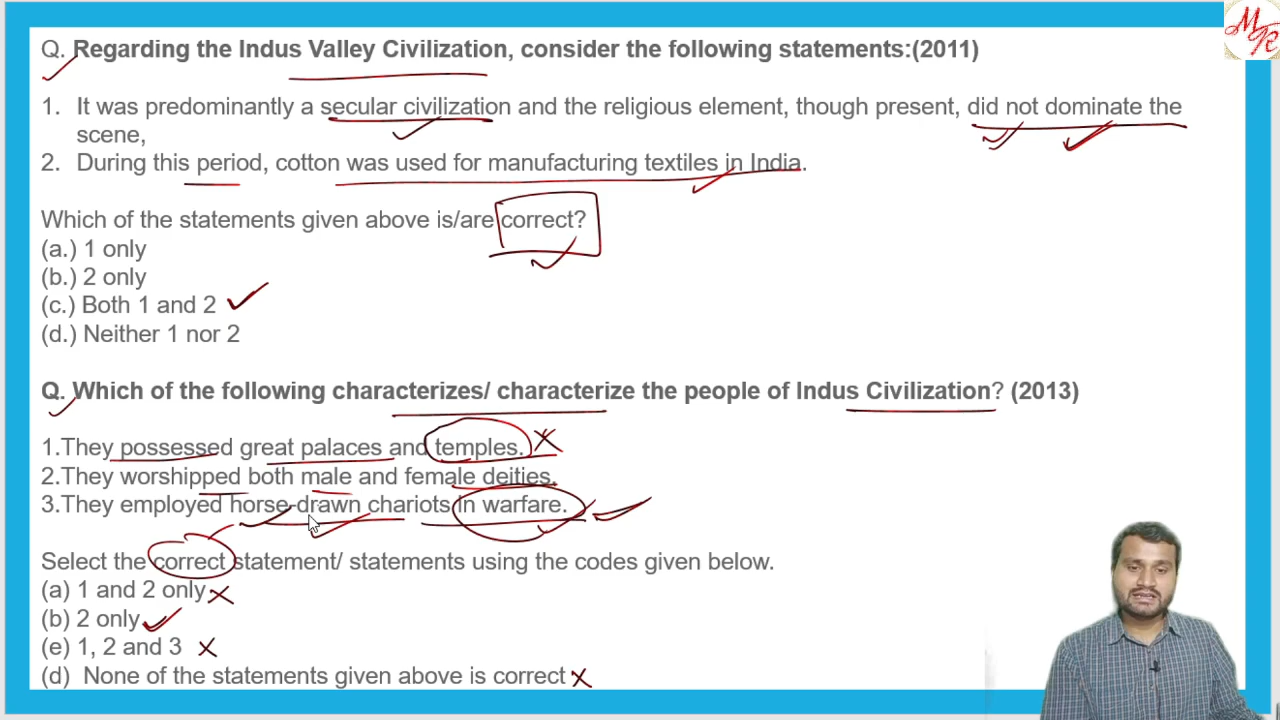 Q. Regarding the Indus Valley Civilization, consider the following statements:(2011)
1. It was predominantly a secular civilization and the religious element, though present, did not dominate the
scene,
2. During this period, cotton was used for manufacturing textiles in India.
Which of the statements given above is/are correct?
(a.) 1 only
(b.) 2 only
(c.) Both 1 and 2
(d.) Neither 1 nor 2
Q. Which of the following characterizes/ characterize the people of Indus Civilization? (2013)
1.They possessed great palaces and temples.
2.They worshipped both male and female deities.
3.They employed horse-drawn chariots in warfare.
Select the correct statement/ statements using the codes given below.
(a) 1 and 2 only
(b) 2 only
(e) 1, 2 and 3
(d) None of the statements given above is correct